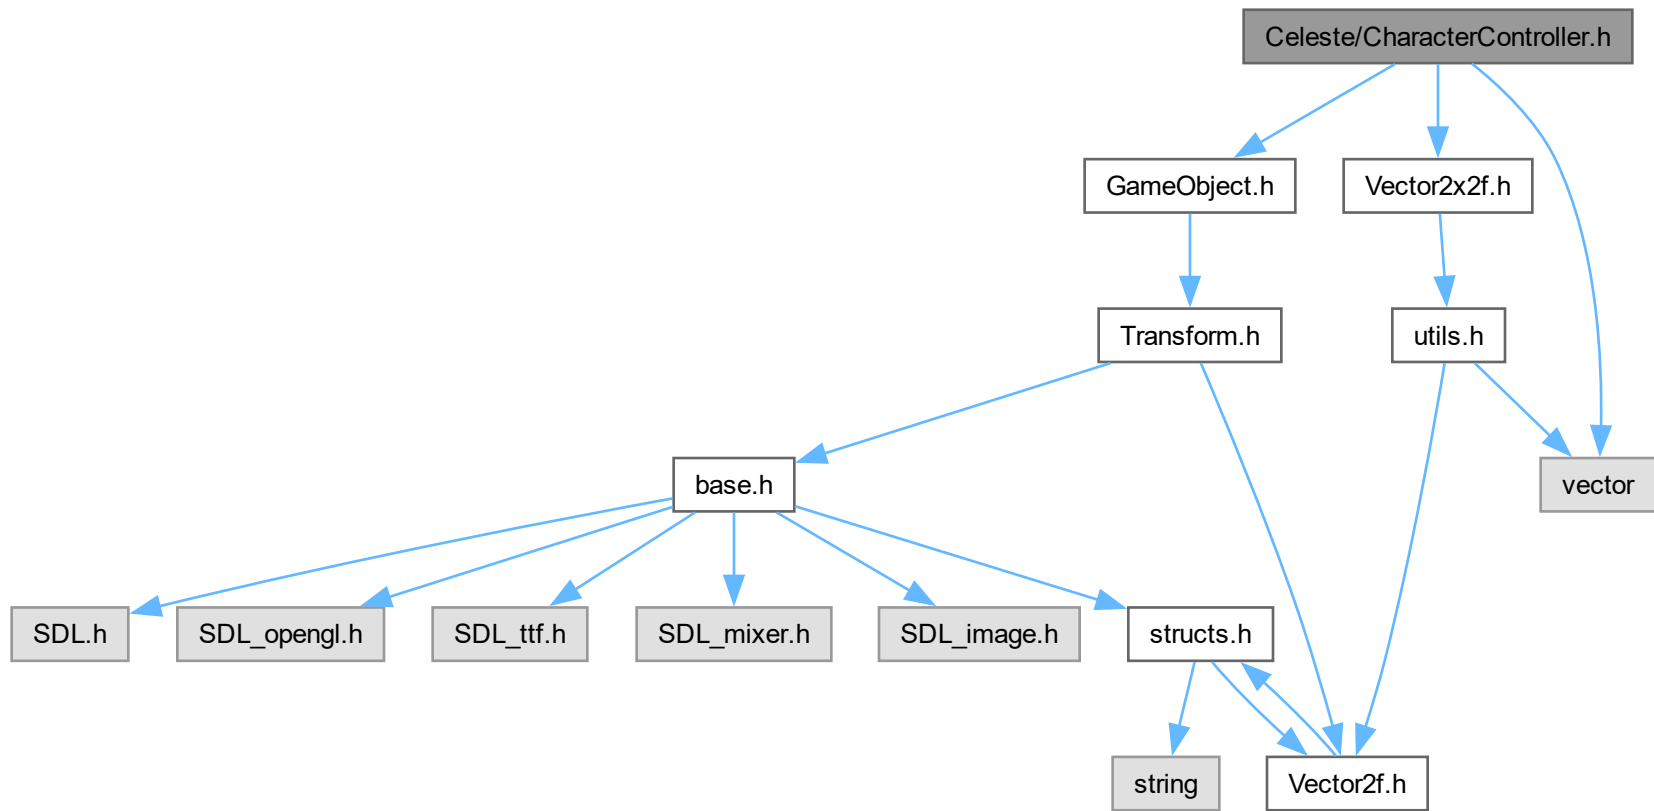 Celeste/CharacterController.h
GameObject.h
Vector2x2f.h
Transform.h
utils.h
base.h
vector
SDL.h
SDL_opengl.h
SDL_ttf.h
SDL_mixer.h
SDL_image.h
structs.h
string
Vector2f.h